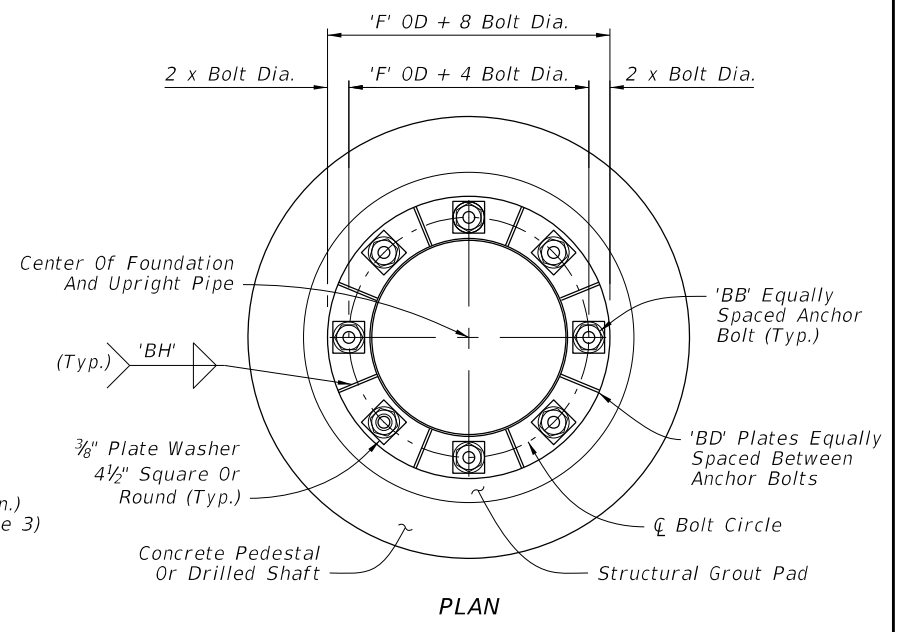 'F' OD + 8 Bolt Dia.
2 x Bolt Dia.
'F' OD + 4 Bolt Dia.
2 x Bolt Dia.
Center Of Foundation
And Upright Pipe
'BB' Equally
Spaced Anchor
Bolt (Typ.)
(Typ.)
'BH'
⅜" Plate Washer
4½" Square Or
Round (Typ.)
'BD' Plates Equally
Spaced Between
Anchor Bolts
n.)
e 3)
℄ Bolt Circle
Concrete Pedestal
Or Drilled Shaft
Structural Grout Pad
PLAN